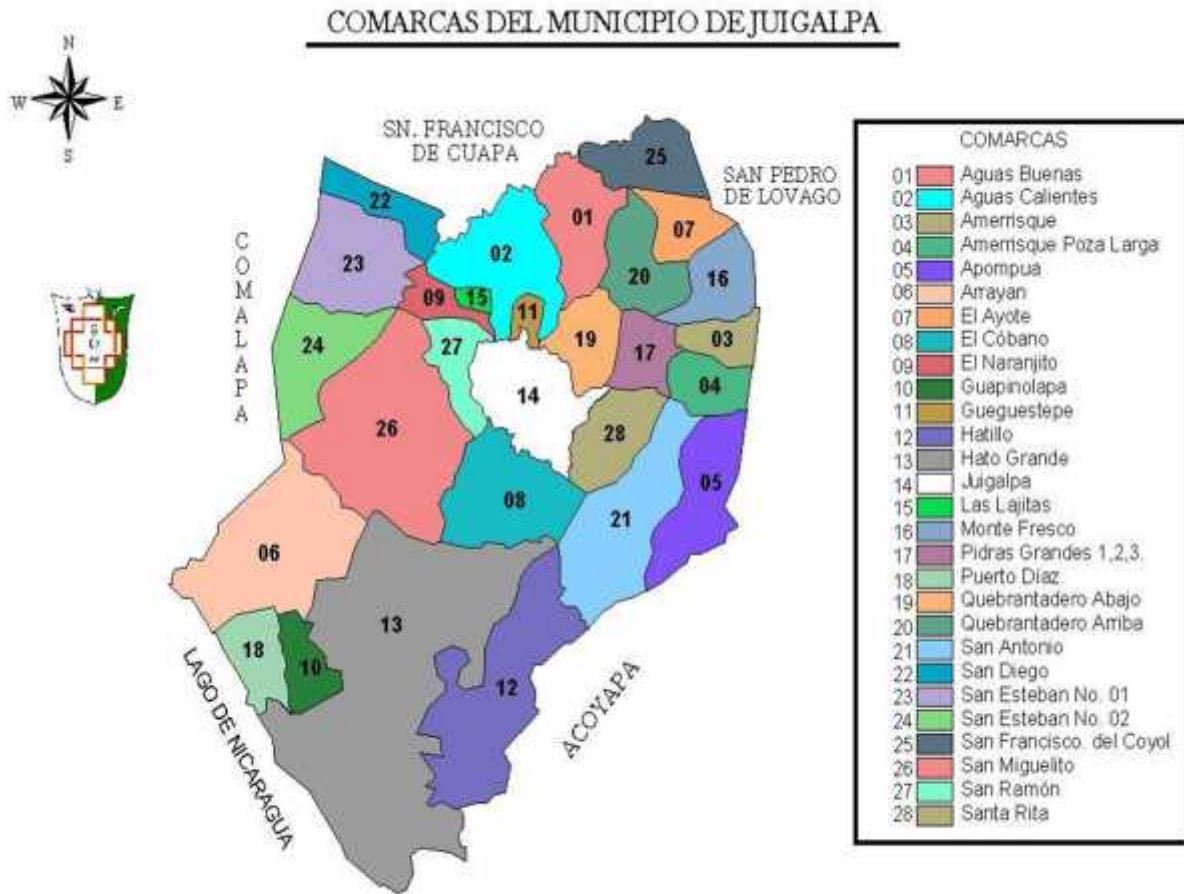 COMARCAS DEL MUNICIPIO DE JUIGALPA
N
W E
S
SN. FRANCISCO
DE CUAPA
SAN PEDRO
DE LOVAGO
COMALAPA
LAGO DE NICARAGUA
ACOYAPA
25
22
01
07
02
23
20
16
09
15
11
19
17
03
24
27
04
14
26
28
05
08
21
06
13
18
10
12
COMARCAS
01 Aguas Buenas
02 Aguas Calientes
03 Amerrisque
04 Amerrisque Poza Larga
05 Apompua
06 Arrayan
07 El Ayote
08 El Cóbano
09 El Naranjito
10 Guapinolapa
11 Gueguestepe
12 Hatillo
13 Hato Grande
14 Juigalpa
15 Las Lajitas
16 Monte Fresco
17 Pidras Grandes 1,2,3.
18 Puerto Díaz
19 Quebrantadero Abajo
20 Quebrantadero Arriba
21 San Antonio
22 San Diego
23 San Esteban No. 01
24 San Esteban No. 02
25 San Francisco. del Coyol
26 San Miguelito
27 San Ramón
28 Santa Rita